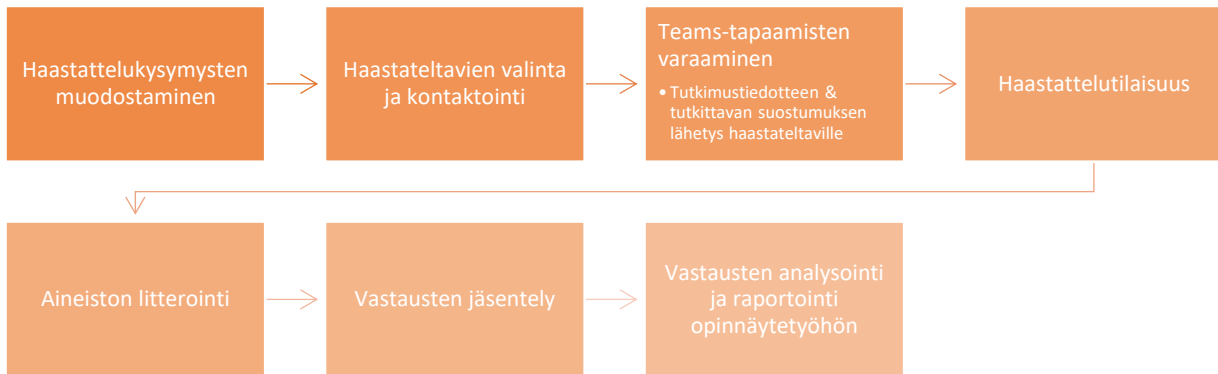 Haastattelukysymysten
muodostaminen
Haastateltavien valinta
ja kontaktointi
Teams-tapaamisten
varaaminen
• Tutkimustiedotteen &
tutkittavan suostumuksen
lähetys haastateltaville
Haastattelutilaisuus
Aineiston litterointi
Vastausten jäsentely
Vastausten analysointi
ja raportointi
opinnäytetyöhön